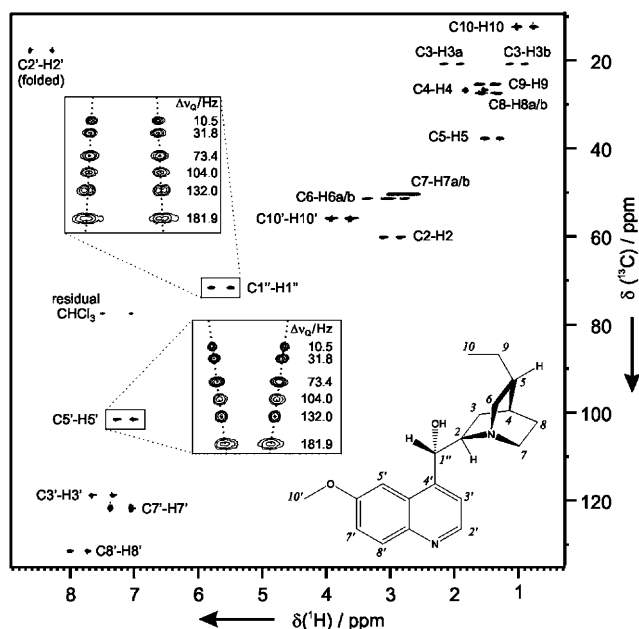 C10-H10
C3-H3a
C3-H3b
20
C2'-H2'
(folded)
C9-H9
C4-H4
C8-H8a/b
ΔνQ/Hz
10.5
31.8
73.4
104.0
132.0
181.9
C5-H5
40
C7-H7a/b
C6-H6a/b
C10'-H10'
C2-H2
60
δ (13C) / ppm
C1''-H1''
residual
CHCl3
80
ΔνQ/Hz
10.5
31.8
73.4
104.0
132.0
181.9
C5'-H5'
100
10
9
H
5
6
3
4
8
OH
N
H
2
7
1''
H
10'
O
5'
4'
3'
7'
8'
N
2'
C3'-H3'
C7'-H7'
120
C8'-H8'
8
7
6
5
4
3
2
1
δ(1H) / ppm